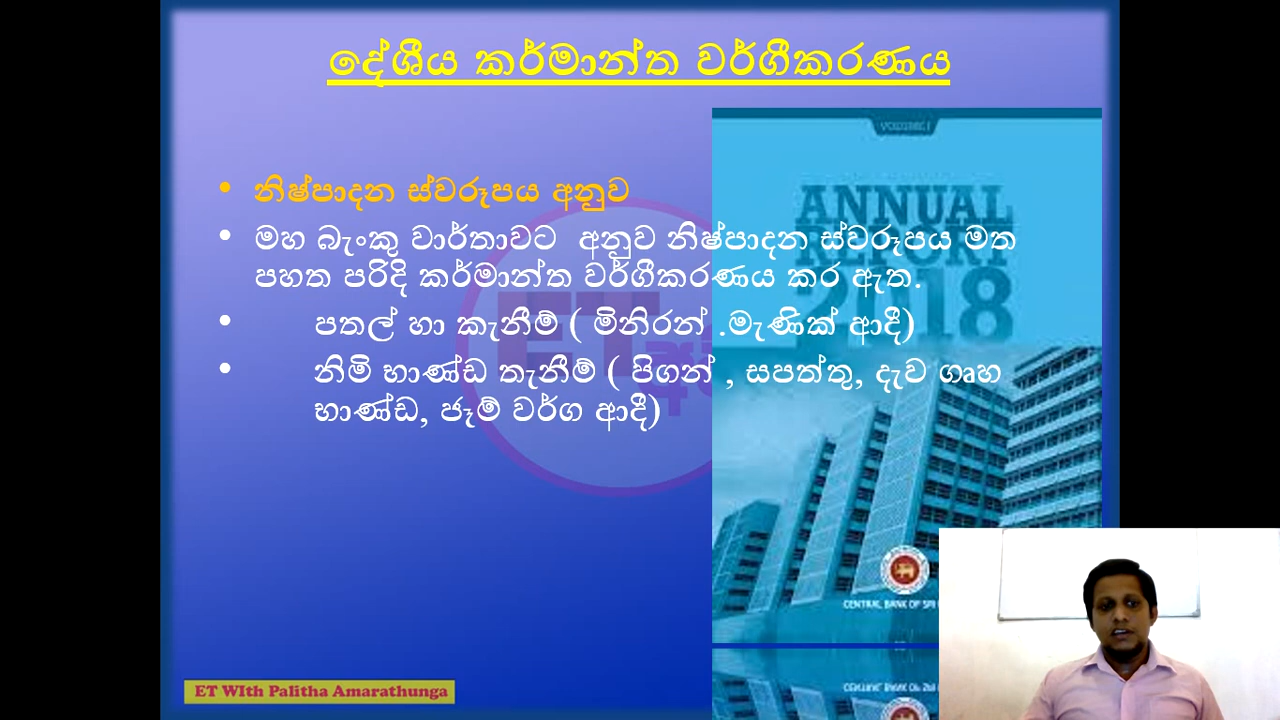 දේශීය කර්මාන්ත වර්ගීකරණය
VOLUME I
ANNUAL
REPORT
2018
• නිෂ්පාදන ස්වරූපය අනුව
• මහ බැංකු වාර්තාවට අනුව නිෂ්පාදන ස්වරූපය මත
පහත පරිදි කර්මාන්ත වර්ගීකරණය කර ඇත.
• පතල් හා කැනීම් ( මිනිරන් .මැණික් ආදී)
• නිමි භාණ්ඩ තැනීම් ( පිගන් , සපත්තු, දැව ගෘහ
භාණ්ඩ, ජෑම් වර්ග ආදී)
ET
CENTRAL BANK OF SRI
ET WIth Palitha Amarathunga